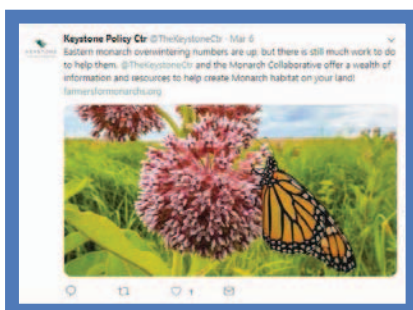 Keystone Policy Ctr @TheKeystoneCtr · Mar 6
Eastern monarch overwintering numbers are up, but there is still much work to do
to help them. @TheKeystoneCtr and the Monarch Collaborative offer a wealth of
information and resources to help create Monarch habitat on your land!
farmersformonarchs.org
KEYSTONE
1